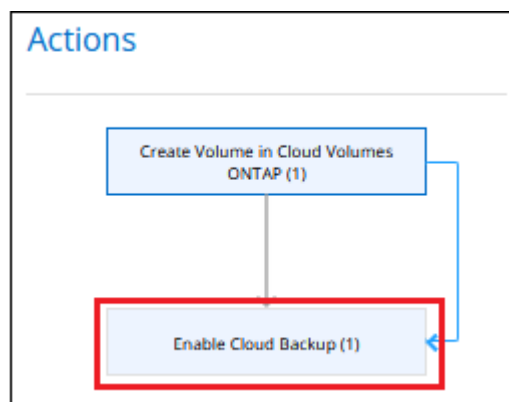 Actions
Create Volume in Cloud Volumes
ONTAP (1)
Enable Cloud Backup (1)